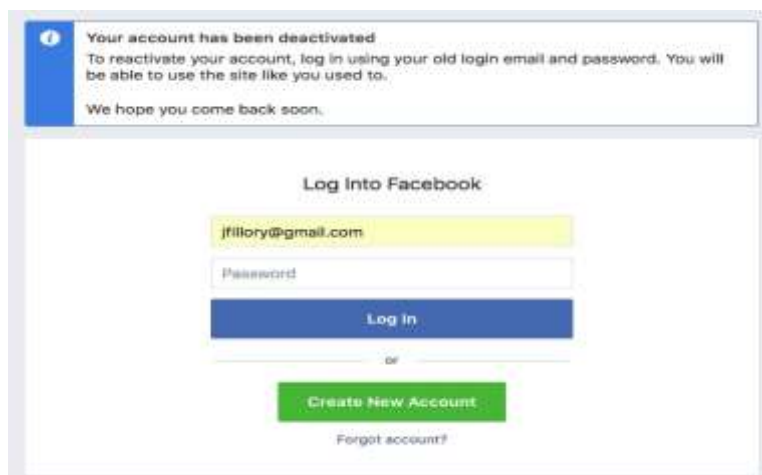 Your account has been deactivated
To reactivate your account, log in using your old login email and password. You will
be able to use the site like you used to.
We hope you come back soon.
Log Into Facebook
jfillory@gmail.com
Password
Log In
or
Create New Account
Forgot account?